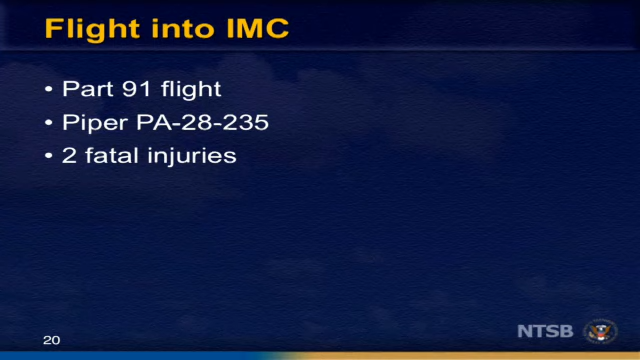 Flight into IMC
• Part 91 flight
• Piper PA-28-235
• 2 fatal injuries
20
NTSB